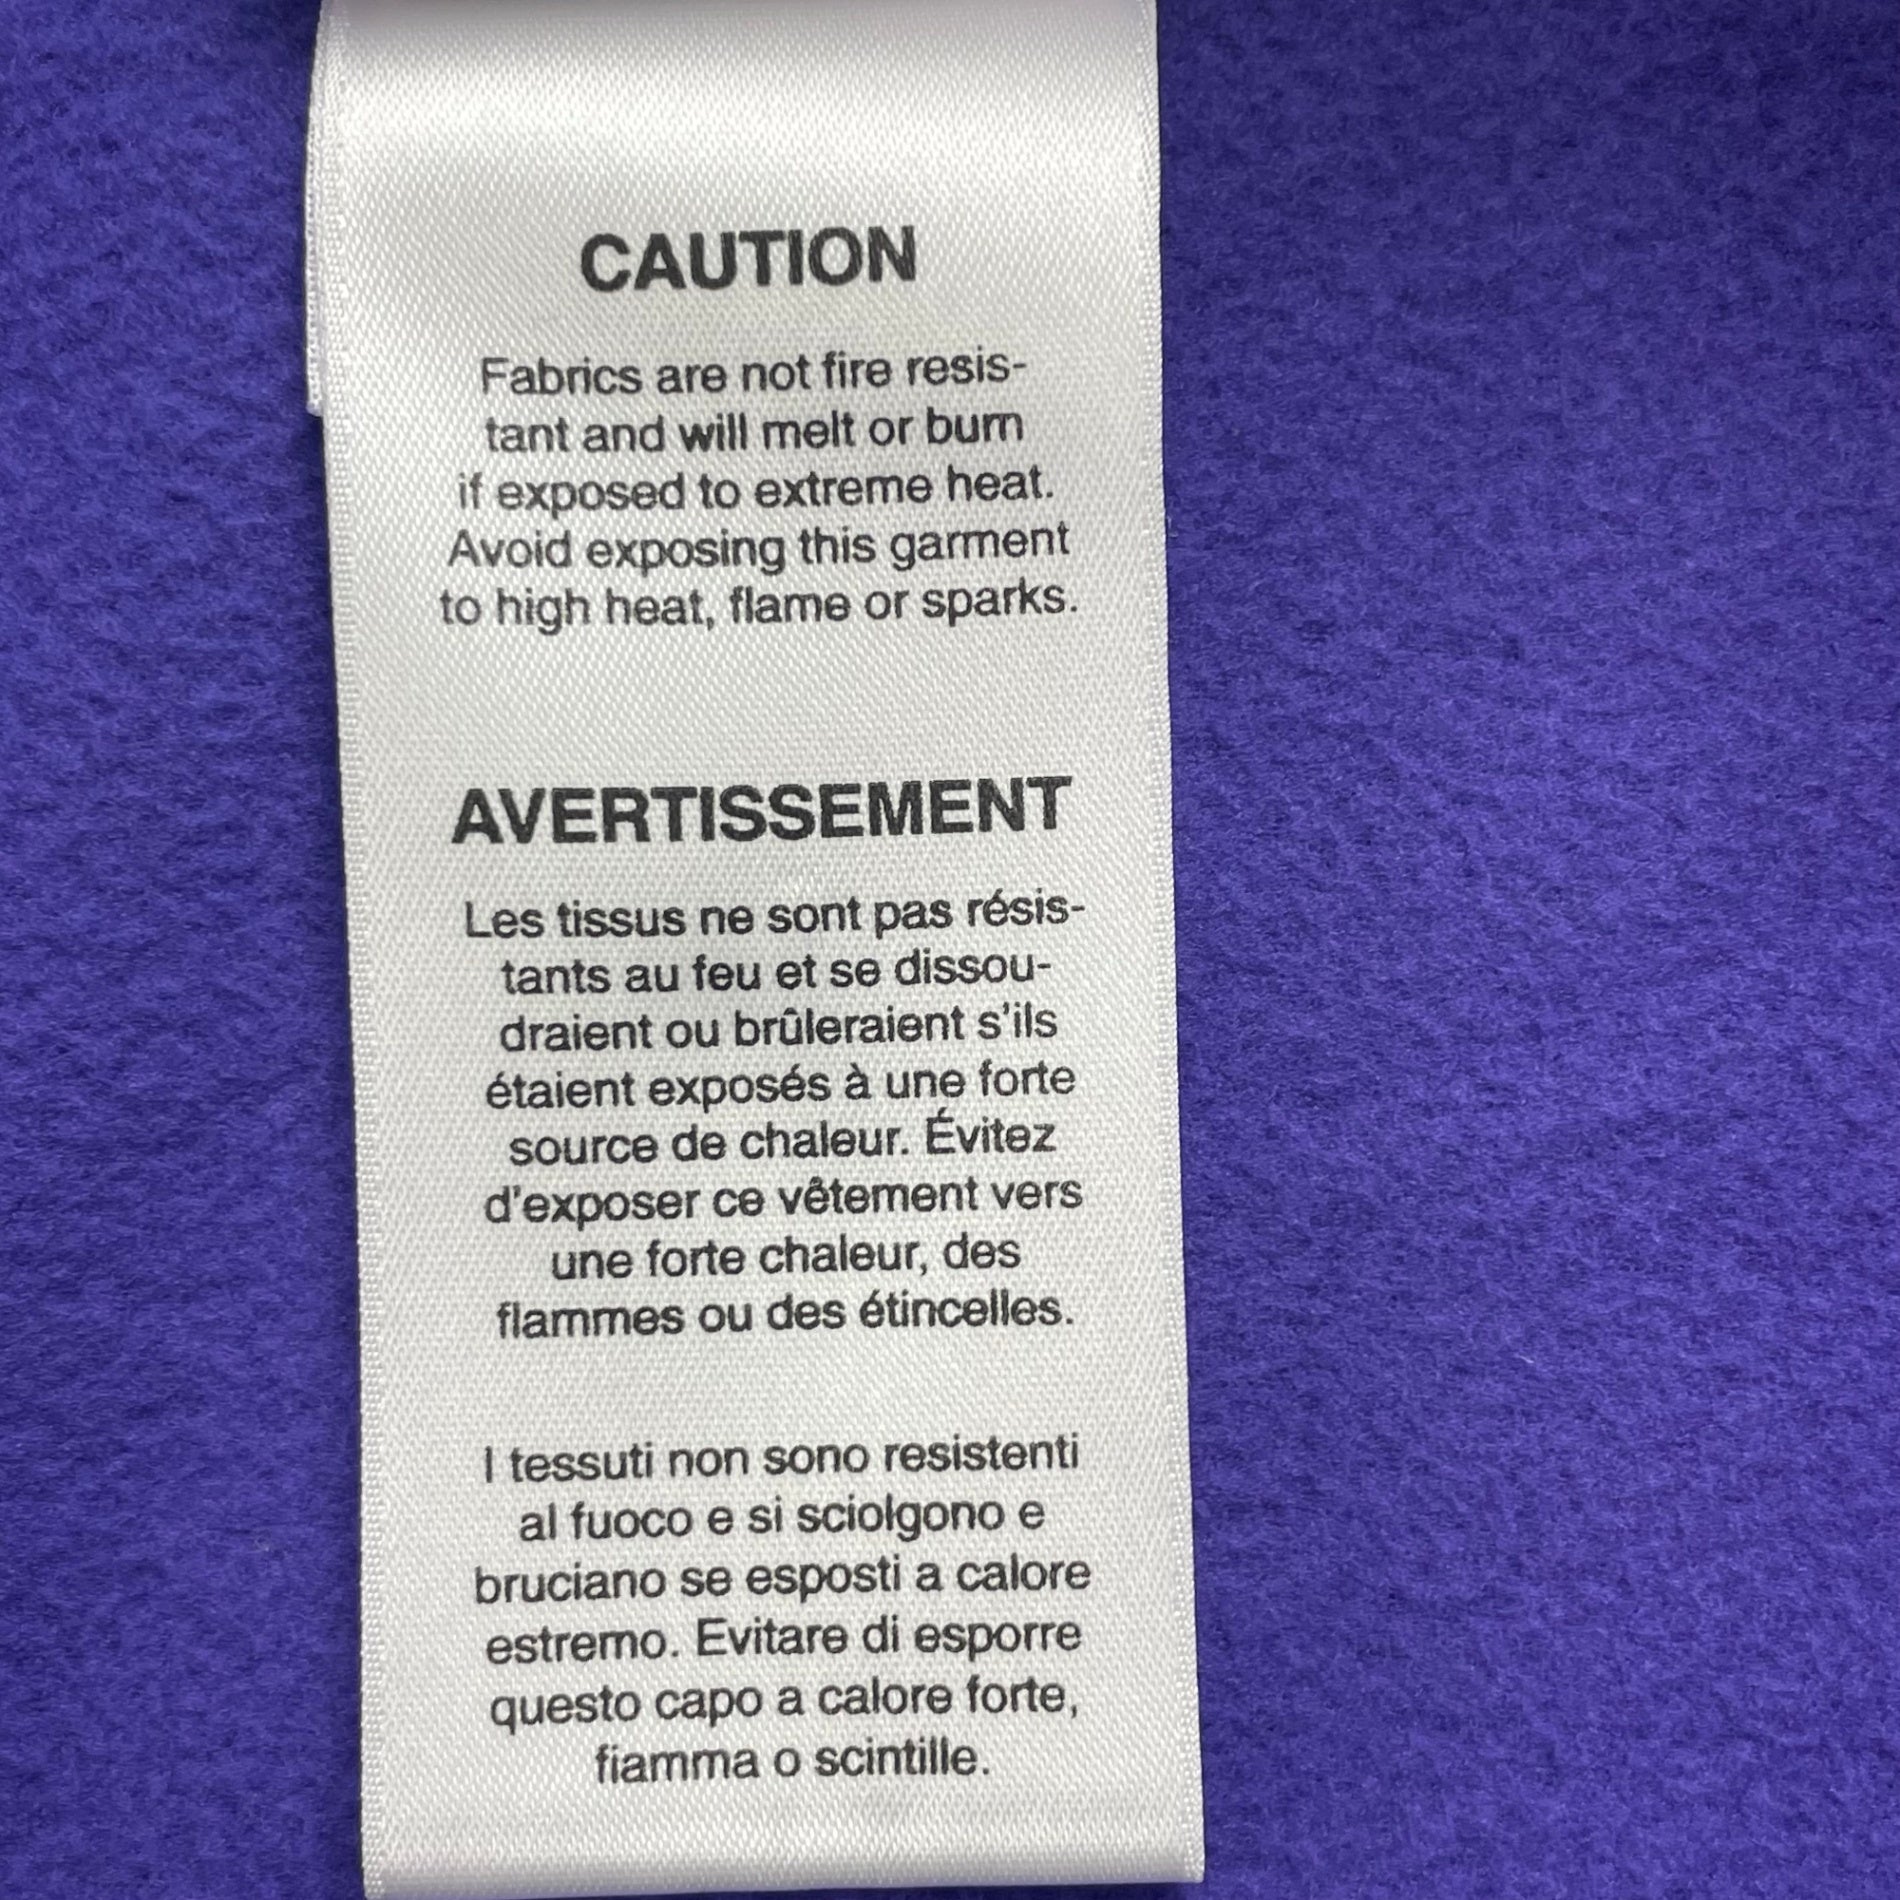 CAUTION
Fabrics are not fire resis-
tant and will melt or burn
if exposed to extreme heat.
Avoid exposing this garment
to high heat, flame or sparks.
AVERTISSEMENT
Les tissus ne sont pas résis-
tants au feu et se dissou-
draient ou brûleraient s'ils
étaient exposés à une forte
source de chaleur. Évitez
d'exposer ce vêtement vers
une forte chaleur, des
flammes ou des étincelles.
I tessuti non sono resistenti
al fuoco e si sciolgono e
bruciano se esposti a calore
estremo. Evitare di esporre
questo capo a calore forte,
fiamma o scintille.